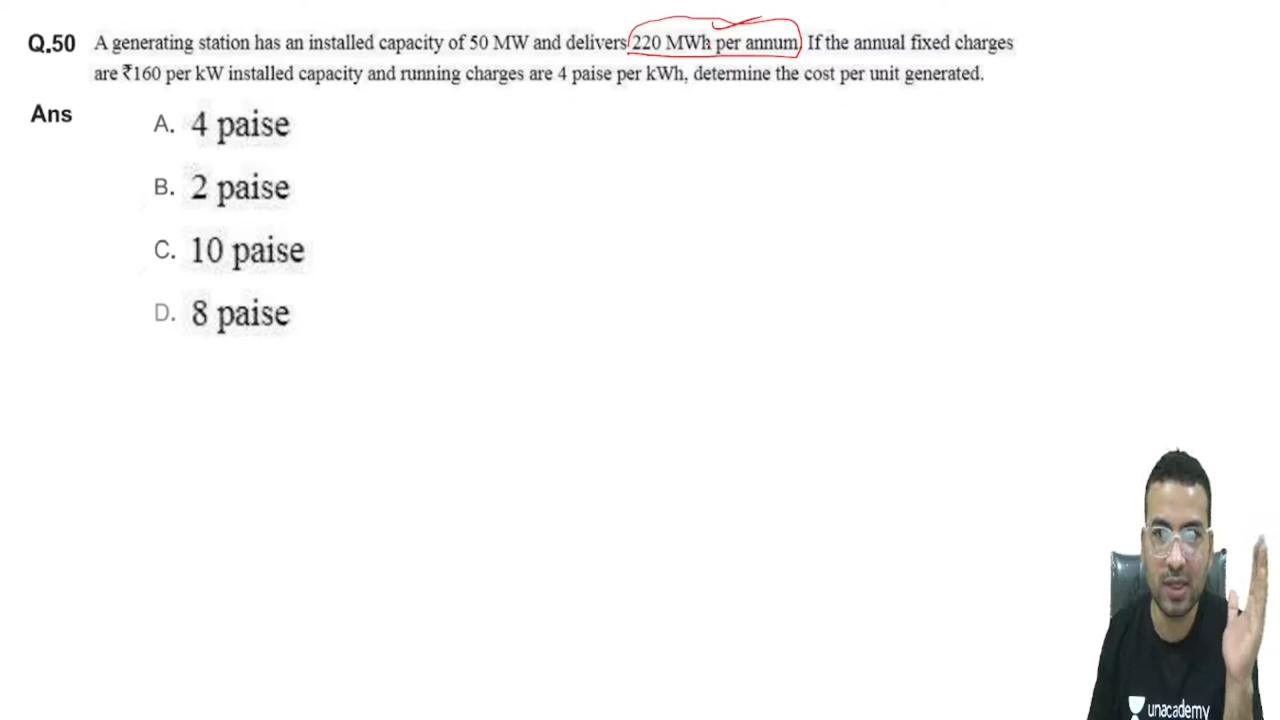 Q.50 A generating station has an installed capacity of 50 MW and delivers 220 MWh per annum. If the annual fixed charges
are ₹160 per kW installed capacity and running charges are 4 paise per kWh, determine the cost per unit generated.
Ans
A. 4 paise
B. 2 paise
C. 10 paise
D. 8 paise
unacademy